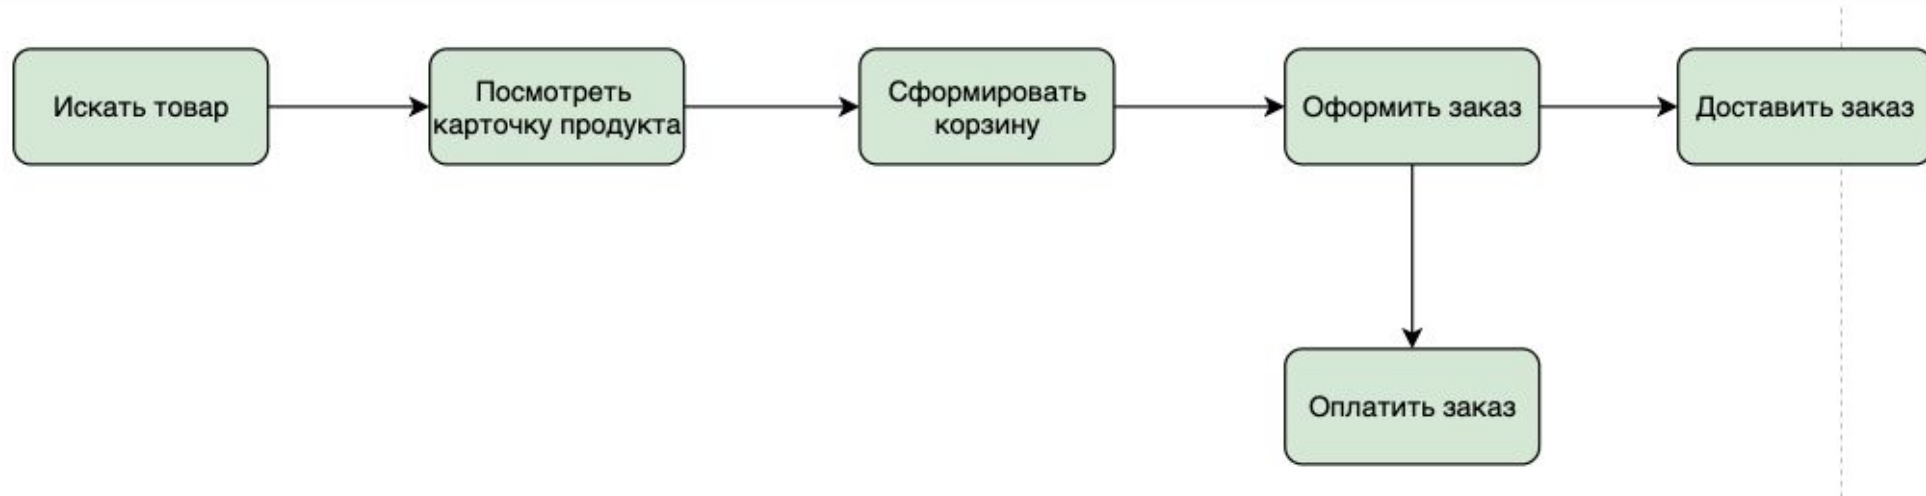 Искать товар
Посмотреть
карточку продукта
Сформировать
корзину
Оформить заказ
Доставить заказ
Оплатить заказ